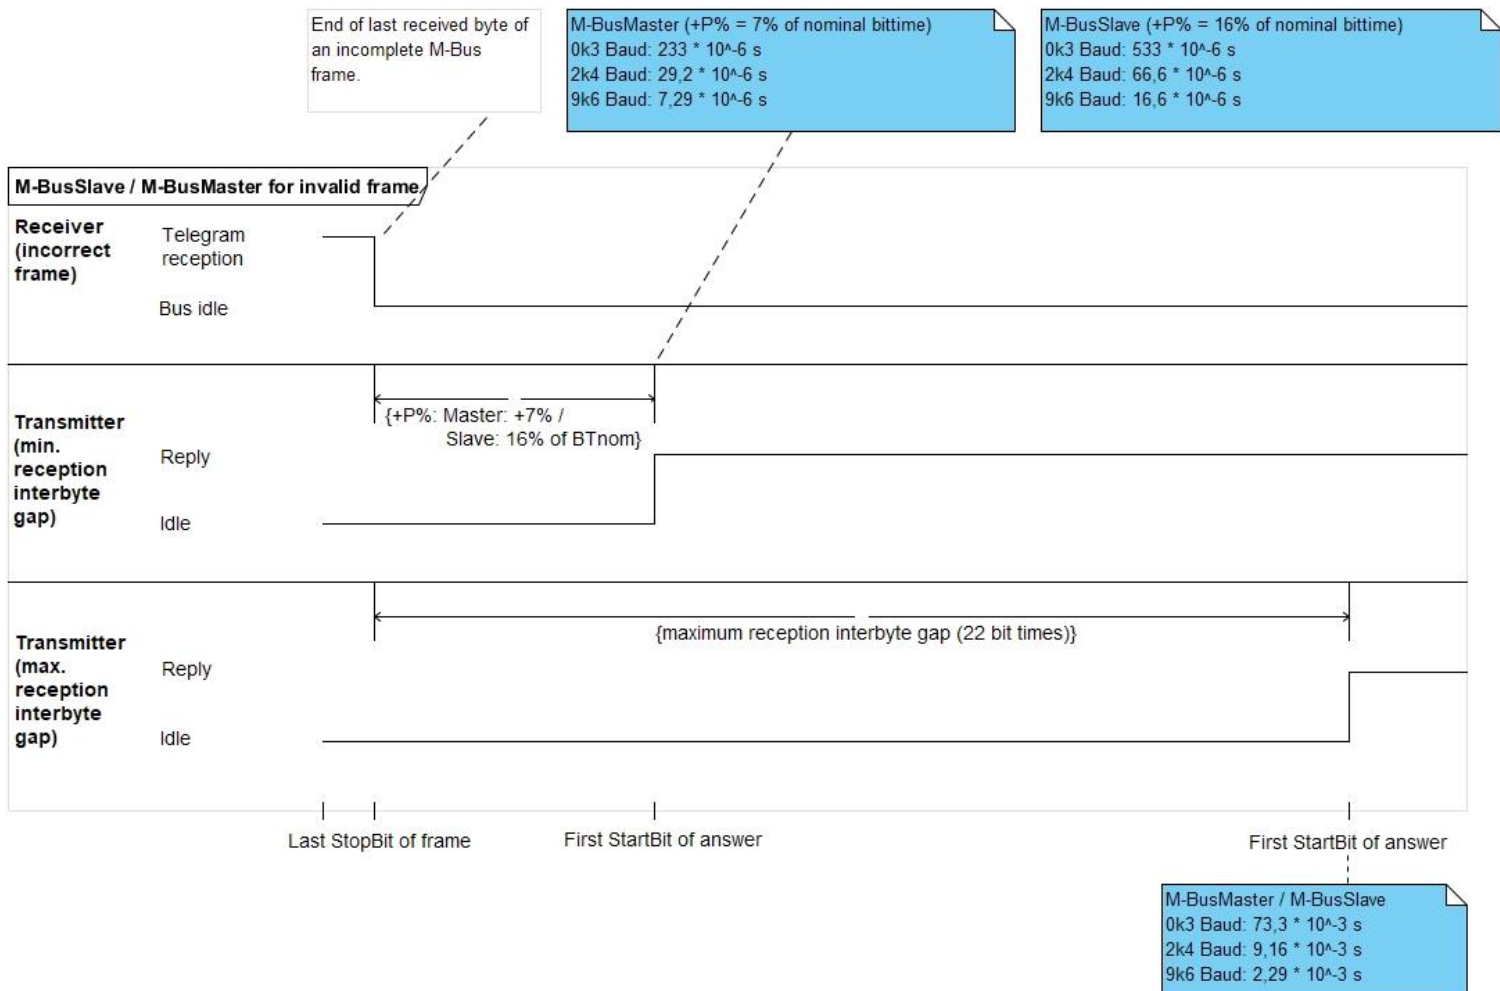 End of last received byte of
an incomplete M-Bus
frame.
M-BusMaster (+P% = 7% of nominal bittime)
0k3 Baud: 233 * 10^-6 s
2k4 Baud: 29,2 * 10^-6 s
9k6 Baud: 7,29 * 10^-6 s
M-BusSlave (+P% = 16% of nominal bittime)
0k3 Baud: 533 * 10^-6 s
2k4 Baud: 66,6 * 10^-6 s
9k6 Baud: 16,6 * 10^-6 s
M-BusSlave / M-BusMaster for invalid frame
Receiver
(incorrect
frame)
Telegram
reception
Bus idle
Transmitter
(min.
reception
interbyte
gap)
Reply
Idle
{+P%: Master: +7% /
Slave: 16% of BTnom}
Transmitter
(max.
reception
interbyte
gap)
Reply
Idle
{maximum reception interbyte gap (22 bit times)}
Last StopBit of frame
First StartBit of answer
First StartBit of answer
M-BusMaster / M-BusSlave
0k3 Baud: 73,3 * 10^-3 s
2k4 Baud: 9,16 * 10^-3 s
9k6 Baud: 2,29 * 10^-3 s